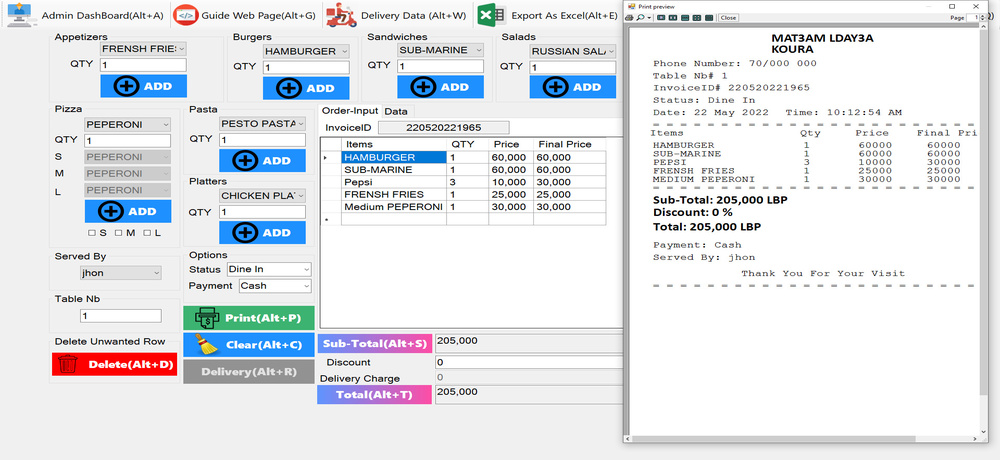 Admin DashBoard(Alt+A)
Guide Web Page(Alt+G)
Delivery Data (Alt+W)
Export As Excel(Alt+E)
Appetizers
FRENSH FRIE
QTY 1
ADD
Burgers
HAMBURGER
QTY 1
ADD
Sandwiches
SUB-MARINE
QTY 1
ADD
Salads
RUSSIAN SAL
QTY 1
ADD
Pizza
PEPERONI
QTY 1
S PEPERONI
M PEPERONI
L PEPERONI
ADD
S M L
Pasta
PESTO PASTA
QTY 1
ADD
Platters
CHICKEN PLA
QTY 1
ADD
Served By
jhon
Table Nb
1
Delete Unwanted Row
Delete(Alt+D)
Options
Status Dine In
Payment Cash
Print(Alt+P)
Clear(Alt+C)
Delivery(Alt+R)
Order-Input Data
InvoiceID 220520221965
Items QTY Price Final Price
HAMBURGER 1 60,000 60,000
SUB-MARINE 1 60,000 60,000
Pepsi 3 10,000 30,000
FRENSH FRIES 1 25,000 25,000
Medium PEPERONI 1 30,000 30,000
Sub-Total(Alt+S) 205,000
Discount 0
Delivery Charge 0
Total(Alt+T) 205,000
Print preview
Close
Page 1
MAT3AM LDAY3A
KOURA
Phone Number: 70/000 000
Table Nb# 1
InvoiceID# 220520221965
Status: Dine In
Date: 22 May 2022 Time: 10:12:54 AM
Items Qty Price Final Pri
HAMBURGER 1 60000 60000
SUB-MARINE 1 60000 60000
PEPSI 3 10000 30000
FRENSH FRIES 1 25000 25000
MEDIUM PEPERONI 1 30000 30000
Sub-Total: 205,000 LBP
Discount: 0 %
Total: 205,000 LBP
Payment: Cash
Served By: jhon
Thank You For Your Visit